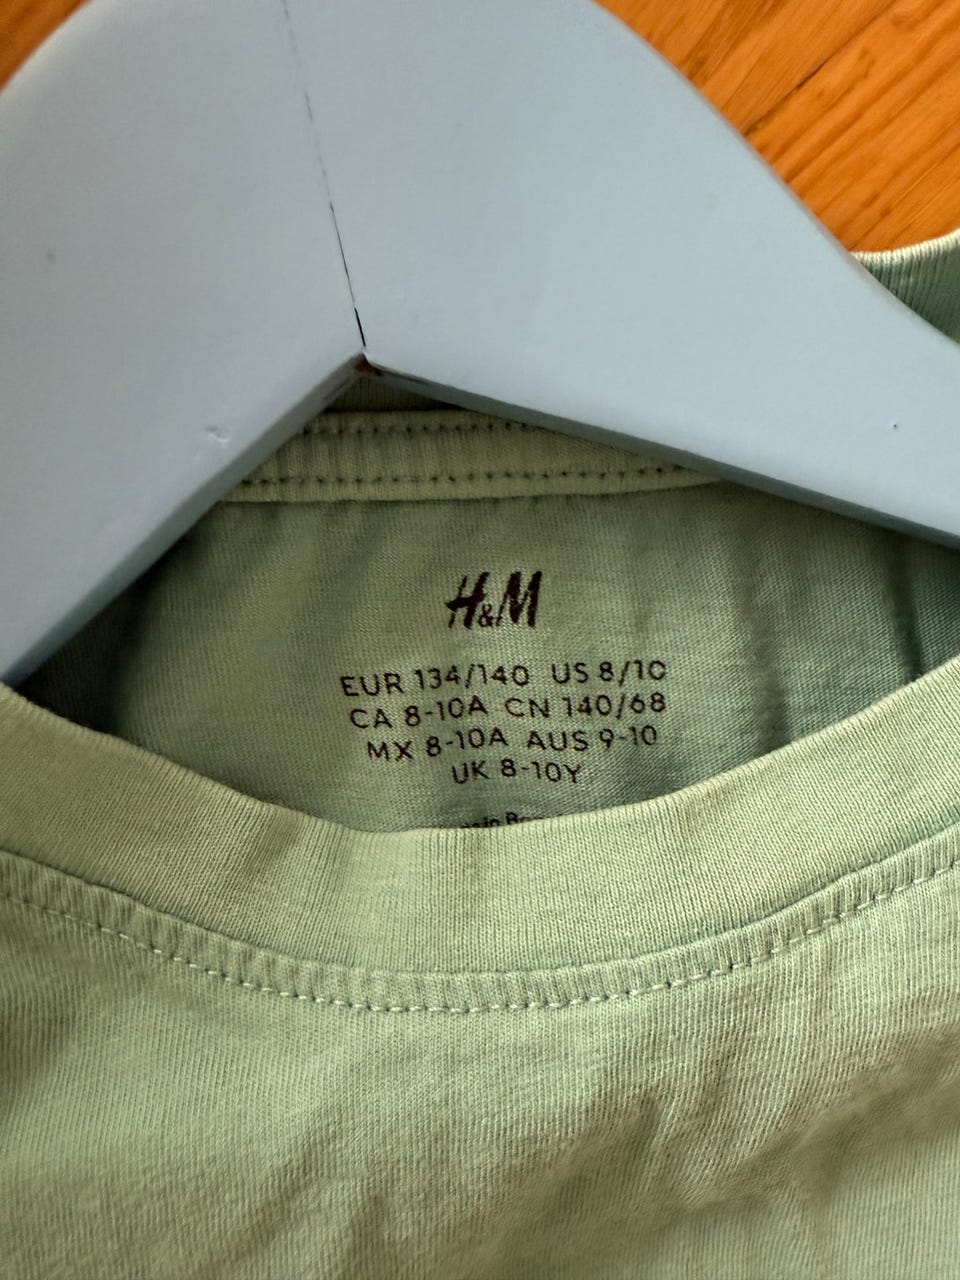 H&M
EUR 134/140 US 8/10
CA 8-10A CN 140/68
MX 8-10A AUS 9-10
UK 8-10Y